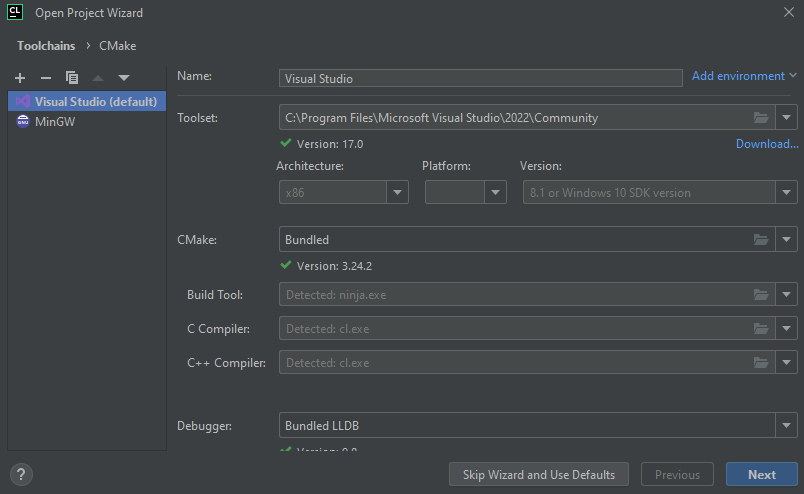 CL Open Project Wizard
Toolchains › CMake
Name: Visual Studio Add environment
Visual Studio (default)
MinGW
Toolset: C:\Program Files\Microsoft Visual Studio\2022\Community
Version: 17.0 Download...
Architecture: Platform: Version:
x86 8.1 or Windows 10 SDK version
CMake: Bundled
Version: 3.24.2
Build Tool: Detected: ninja.exe
C Compiler: Detected: cl.exe
C++ Compiler: Detected: cl.exe
Debugger: Bundled LLDB
? Skip Wizard and Use Defaults Previous Next